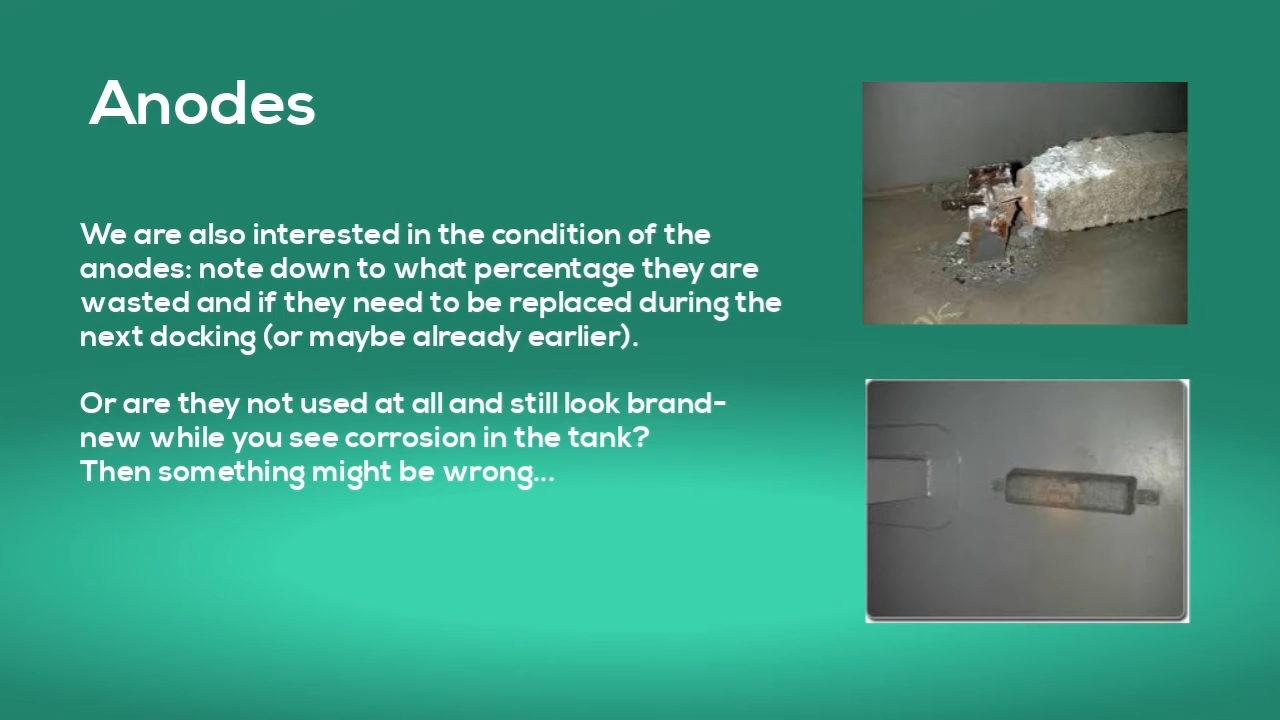 Anodes
We are also interested in the condition of the
anodes: note down to what percentage they are
wasted and if they need to be replaced during the
next docking (or maybe already earlier).
Or are they not used at all and still look brand-
new while you see corrosion in the tank?
Then something might be wrong...